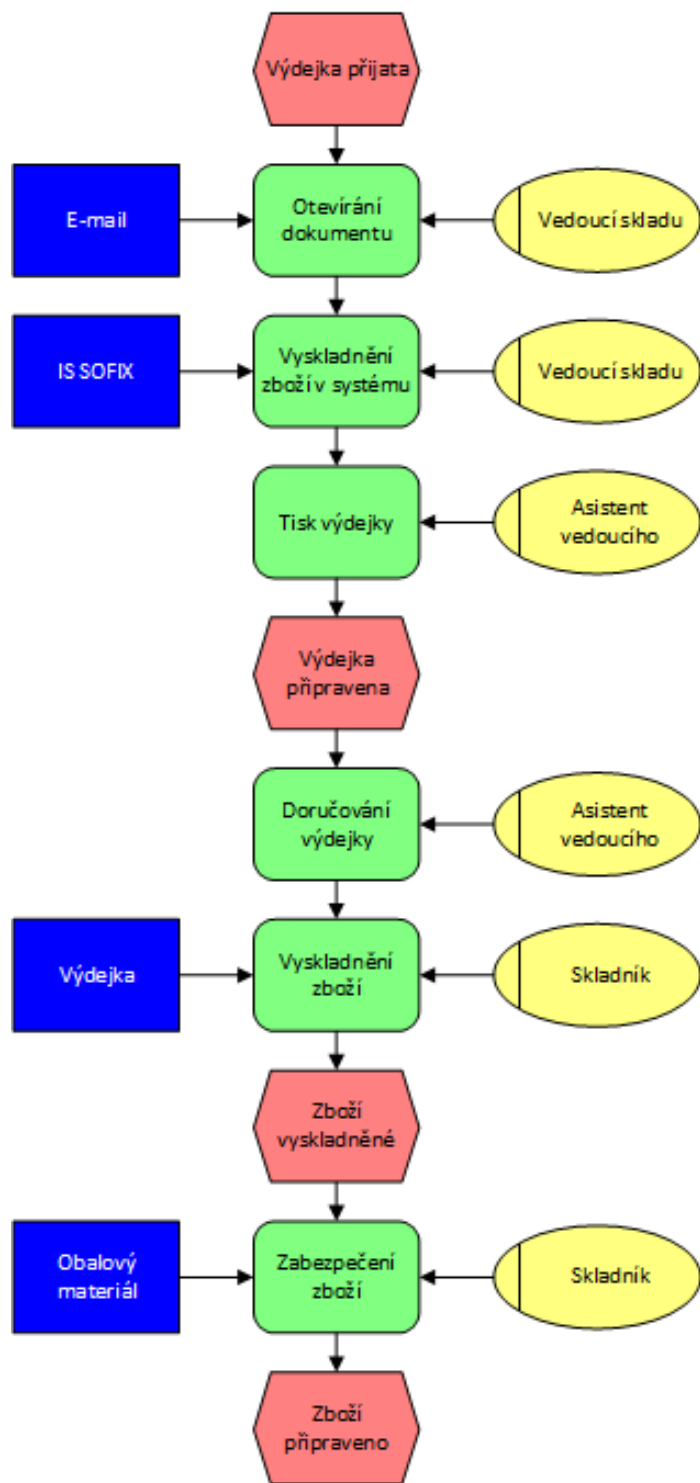 Výdejka přijata
E-mail
Otevírání
dokumentu
Vedoucí skladu
IS SOFIX
Vyskladnění
zboží v systému
Vedoucí skladu
Tisk výdejky
Asistent
vedoucího
Výdejka
připravena
Doručování
výdejky
Asistent
vedoucího
Výdejka
Vyskladnění
zboží
Skladník
Zboží
vyskladněné
Obalový
materiál
Zabezpečení
zboží
Skladník
Zboží
připraveno